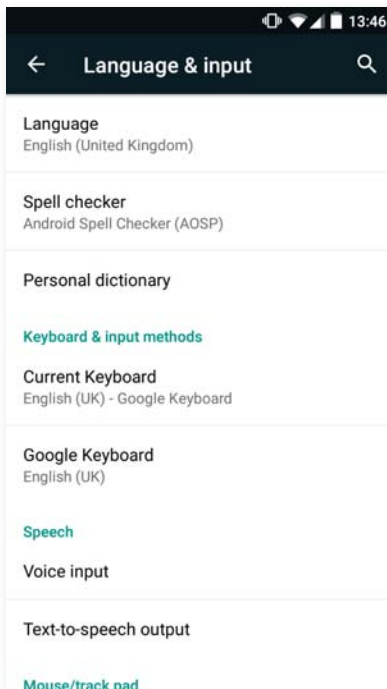 13:46
Language & input
Language
English (United Kingdom)
Spell checker
Android Spell Checker (AOSP)
Personal dictionary
Keyboard & input methods
Current Keyboard
English (UK) - Google Keyboard
Google Keyboard
English (UK)
Speech
Voice input
Text-to-speech output
Mouse/track pad